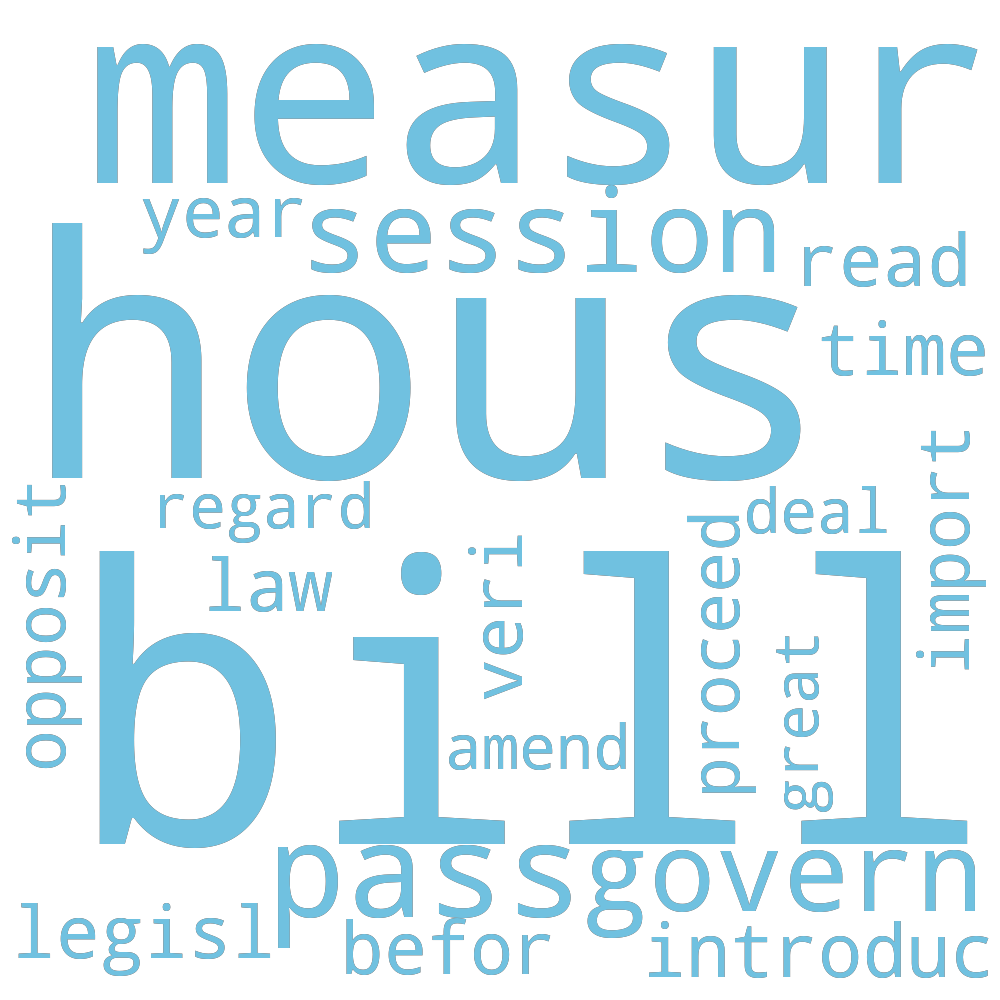 measur
year
session
read
hous
time
import
opposit
regard
deal
law
veri
proceed
bill
great
amend
pass
govern
legisl
befor
introduc